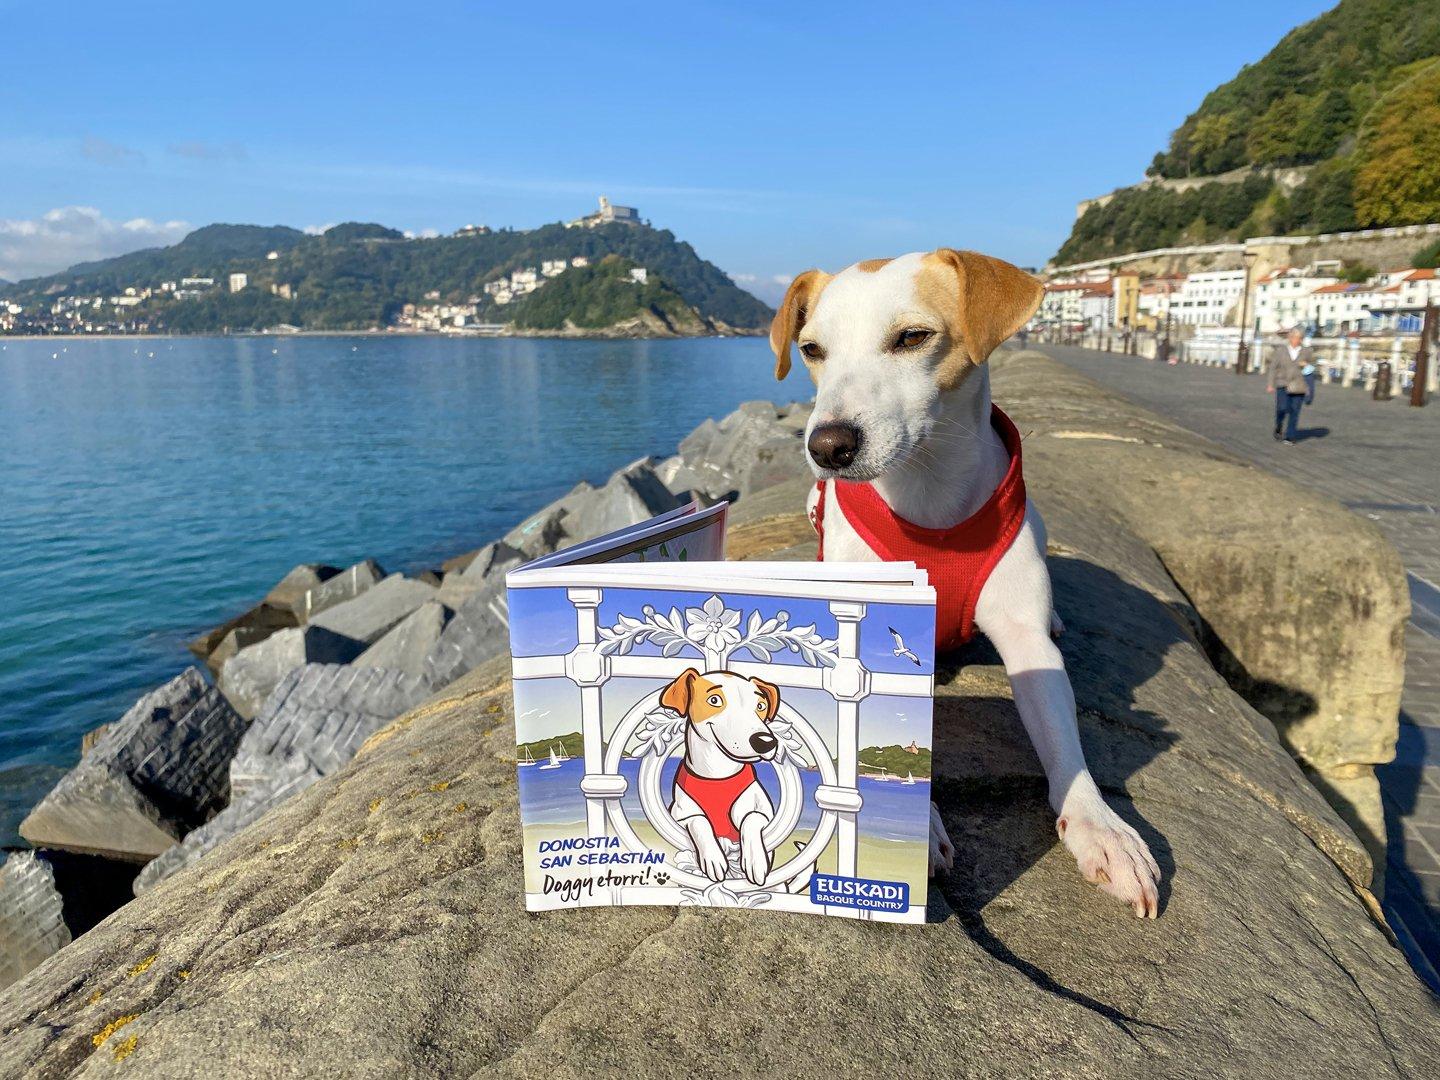 DONOSTIA
SAN SEBASTIÁN
Doggy etorri!
EUSKADI
BASQUE COUNTRY